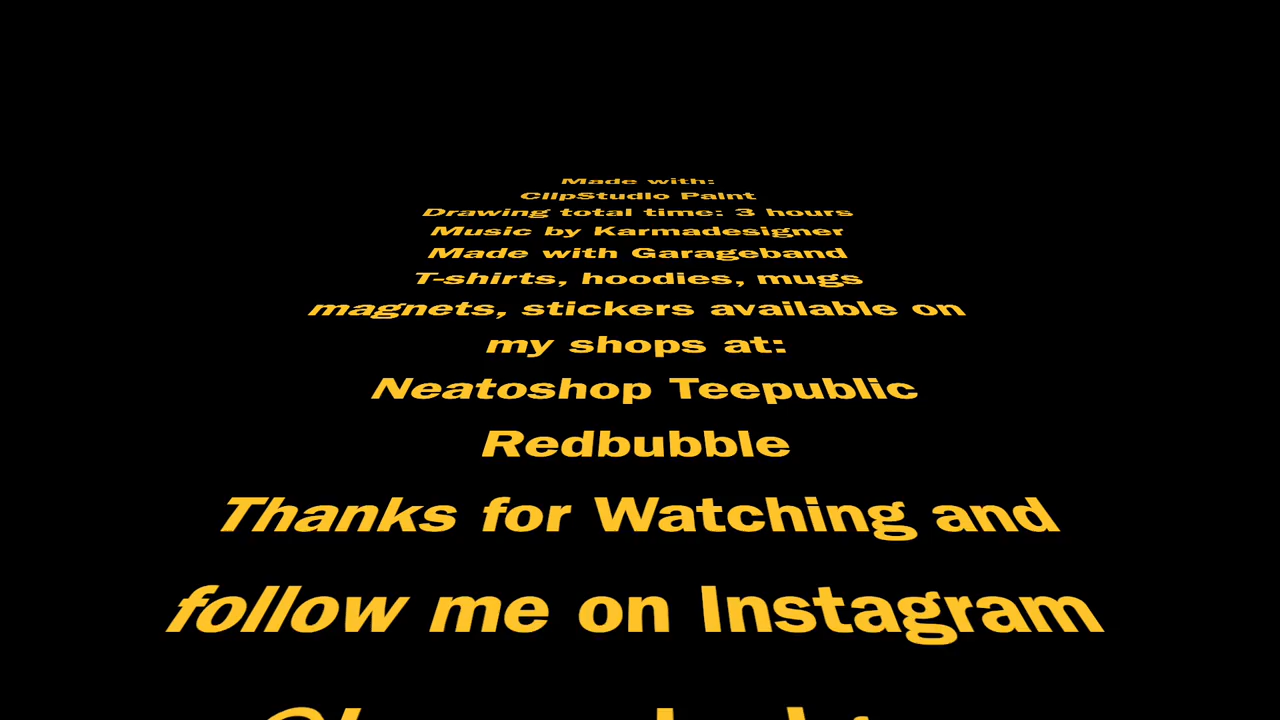 Made with:
ClipStudio Paint
Drawing total time: 3 hours
Music by Karmadesigner
Made with Garageband
T-shirts, hoodies, mugs
magnets, stickers available on
my shops at:
Neatoshop Teepublic
Redbubble
Thanks for Watching and
follow me on Instagram